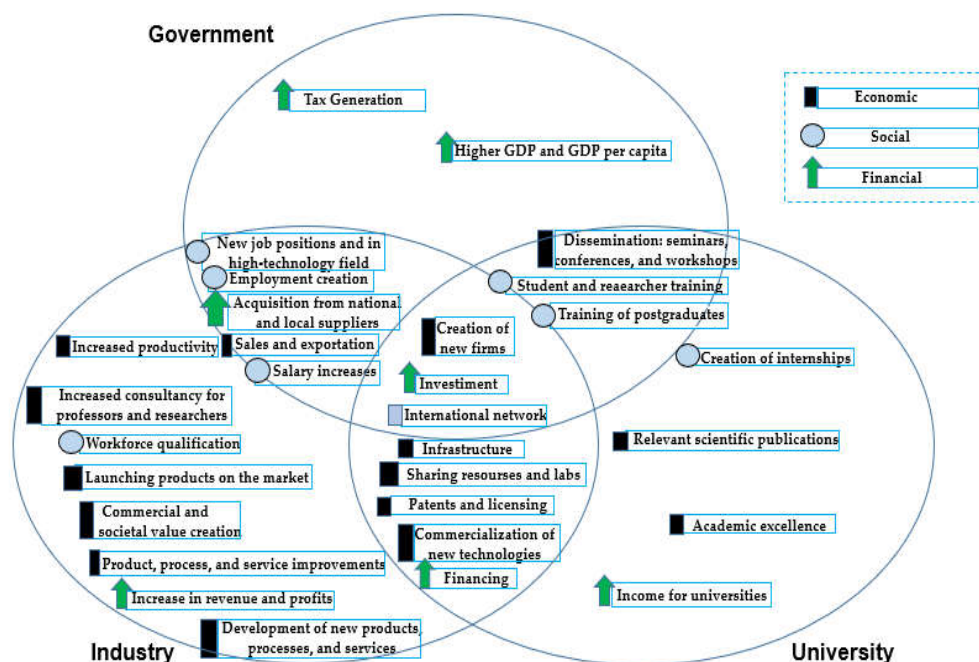 Government
Tax Generation
Higher GDP and GDP per capita
Economic
Social
Financial
New job positions and in
high-technology field
Employment creation
Acquisition from national
and local suppliers
Sales and exportation
Salary increases
Dissemination: seminars,
conferences, and workshops
Student and reaearcher training
Training of postgraduates
Creation of internships
Creation of
new firms
Investiment
International network
Increased productivity
Increased consultancy for
professors and researchers
Workforce qualification
Launching products on the market
Commercial and
societal value creation
Product, process, and service improvements
Increase in revenue and profits
Development of new products,
processes, and services
Infrastructure
Sharing resourses and labs
Patents and licensing
Commercialization of
new technologies
Financing
Relevant scientific publications
Academic excellence
Income for universities
Industry
University